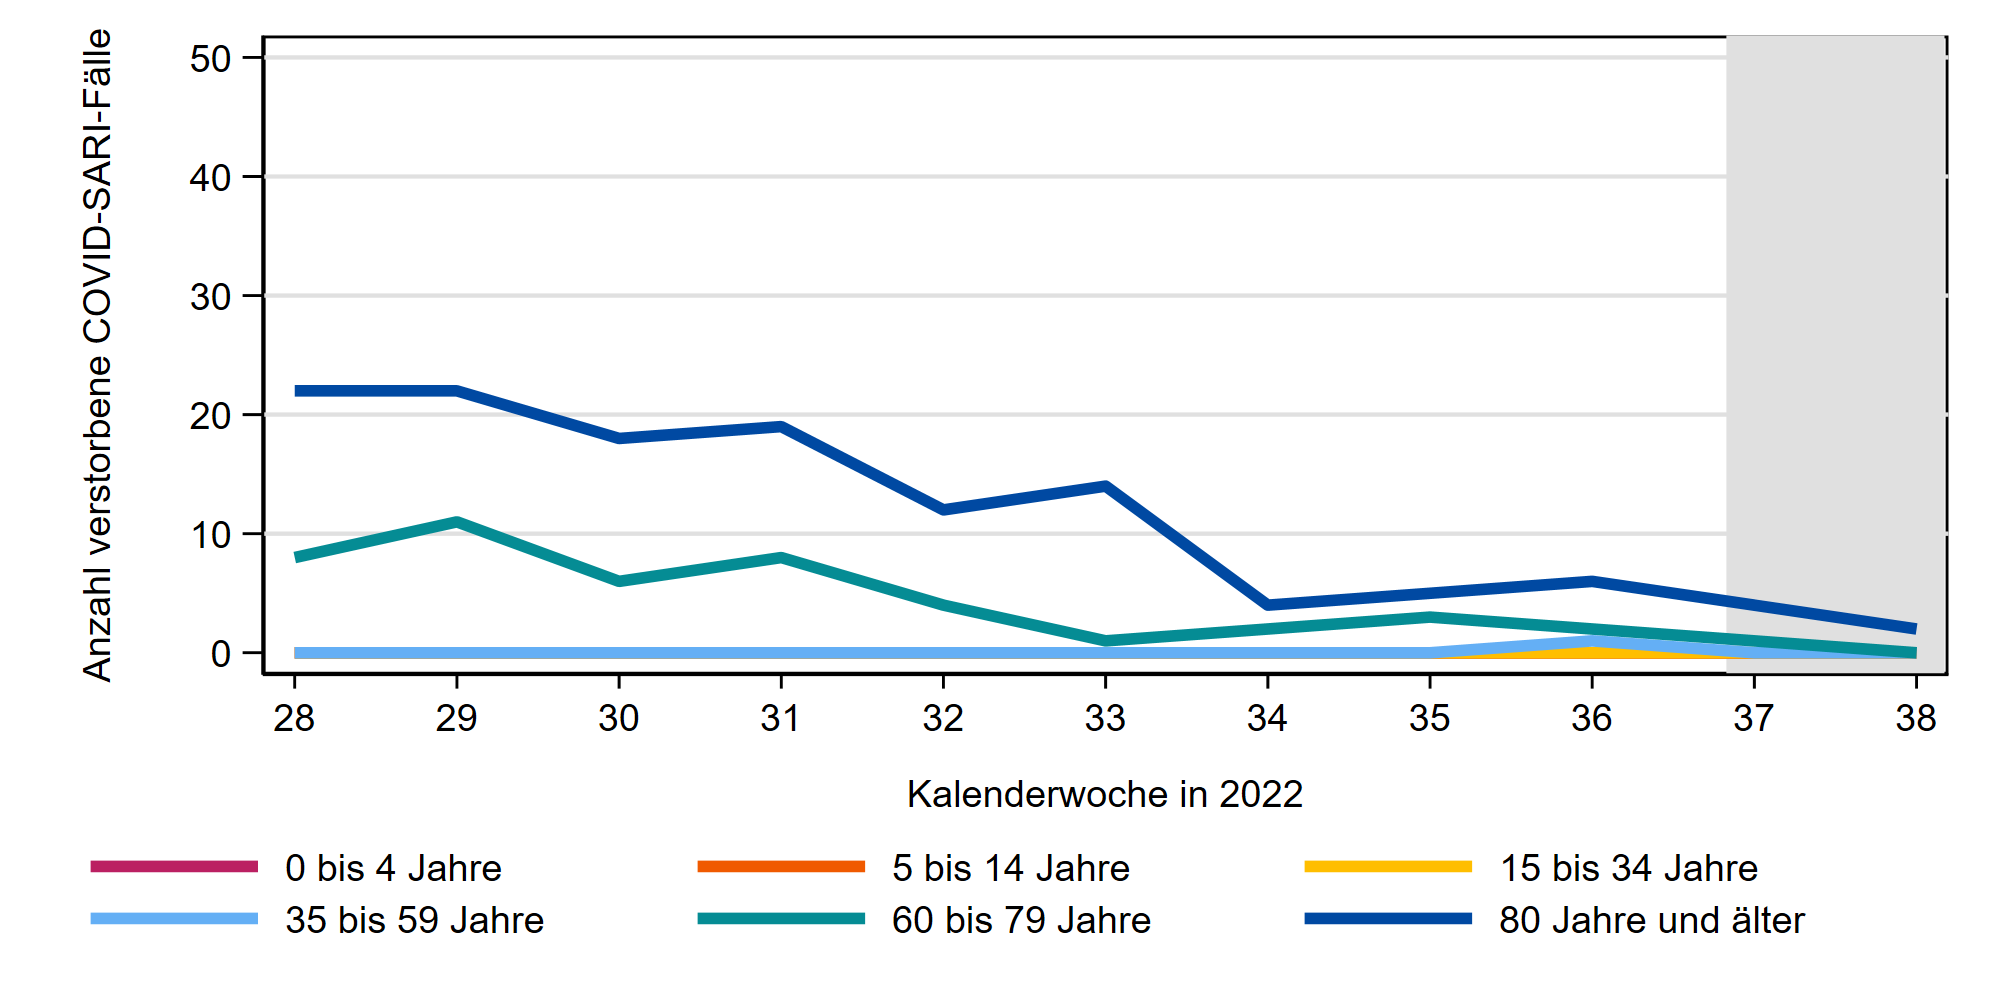 Anzahl verstorbene COVID-SARI-Fälle
50
40
30
20
10
0
28 29 30 31 32 33 34 35 36 37 38
Kalenderwoche in 2022
0 bis 4 Jahre 5 bis 14 Jahre 15 bis 34 Jahre
35 bis 59 Jahre 60 bis 79 Jahre 80 Jahre und älter